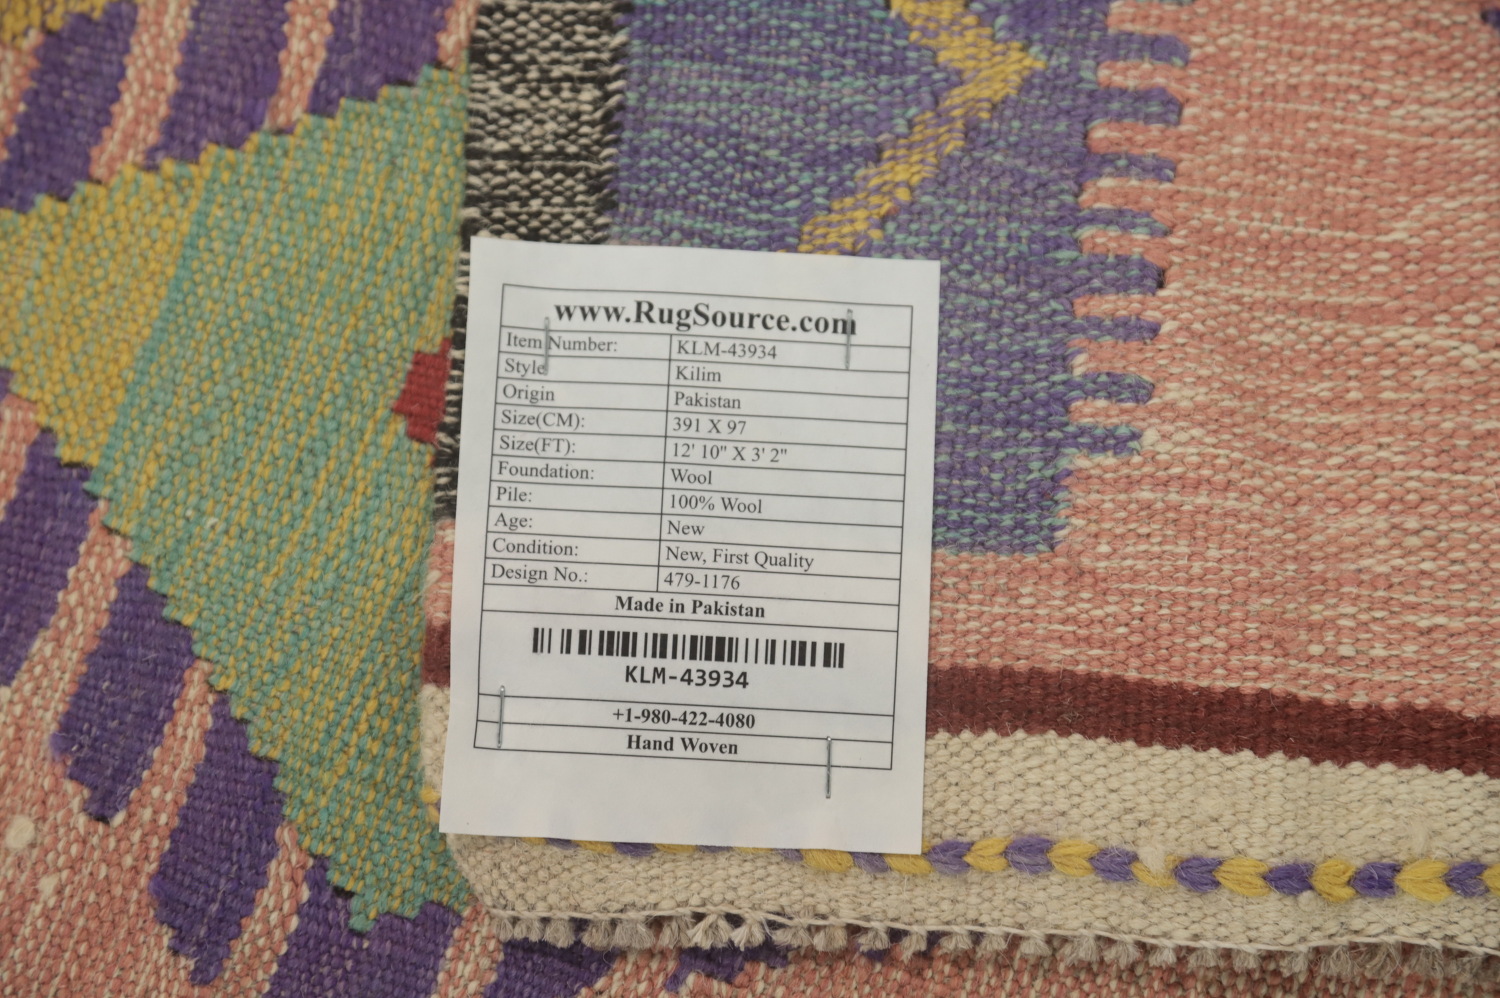 www.RugSource.com
Item Number: KLM-43934
Style Kilim
Origin Pakistan
Size(CM): 391 X 97
Size(FT): 12' 10" X 3' 2"
Foundation: Wool
Pile: 100% Wool
Age: New
Condition: New, First Quality
Design No.: 479-1176
Made in Pakistan
KLM-43934
+1-980-422-4080
Hand Woven